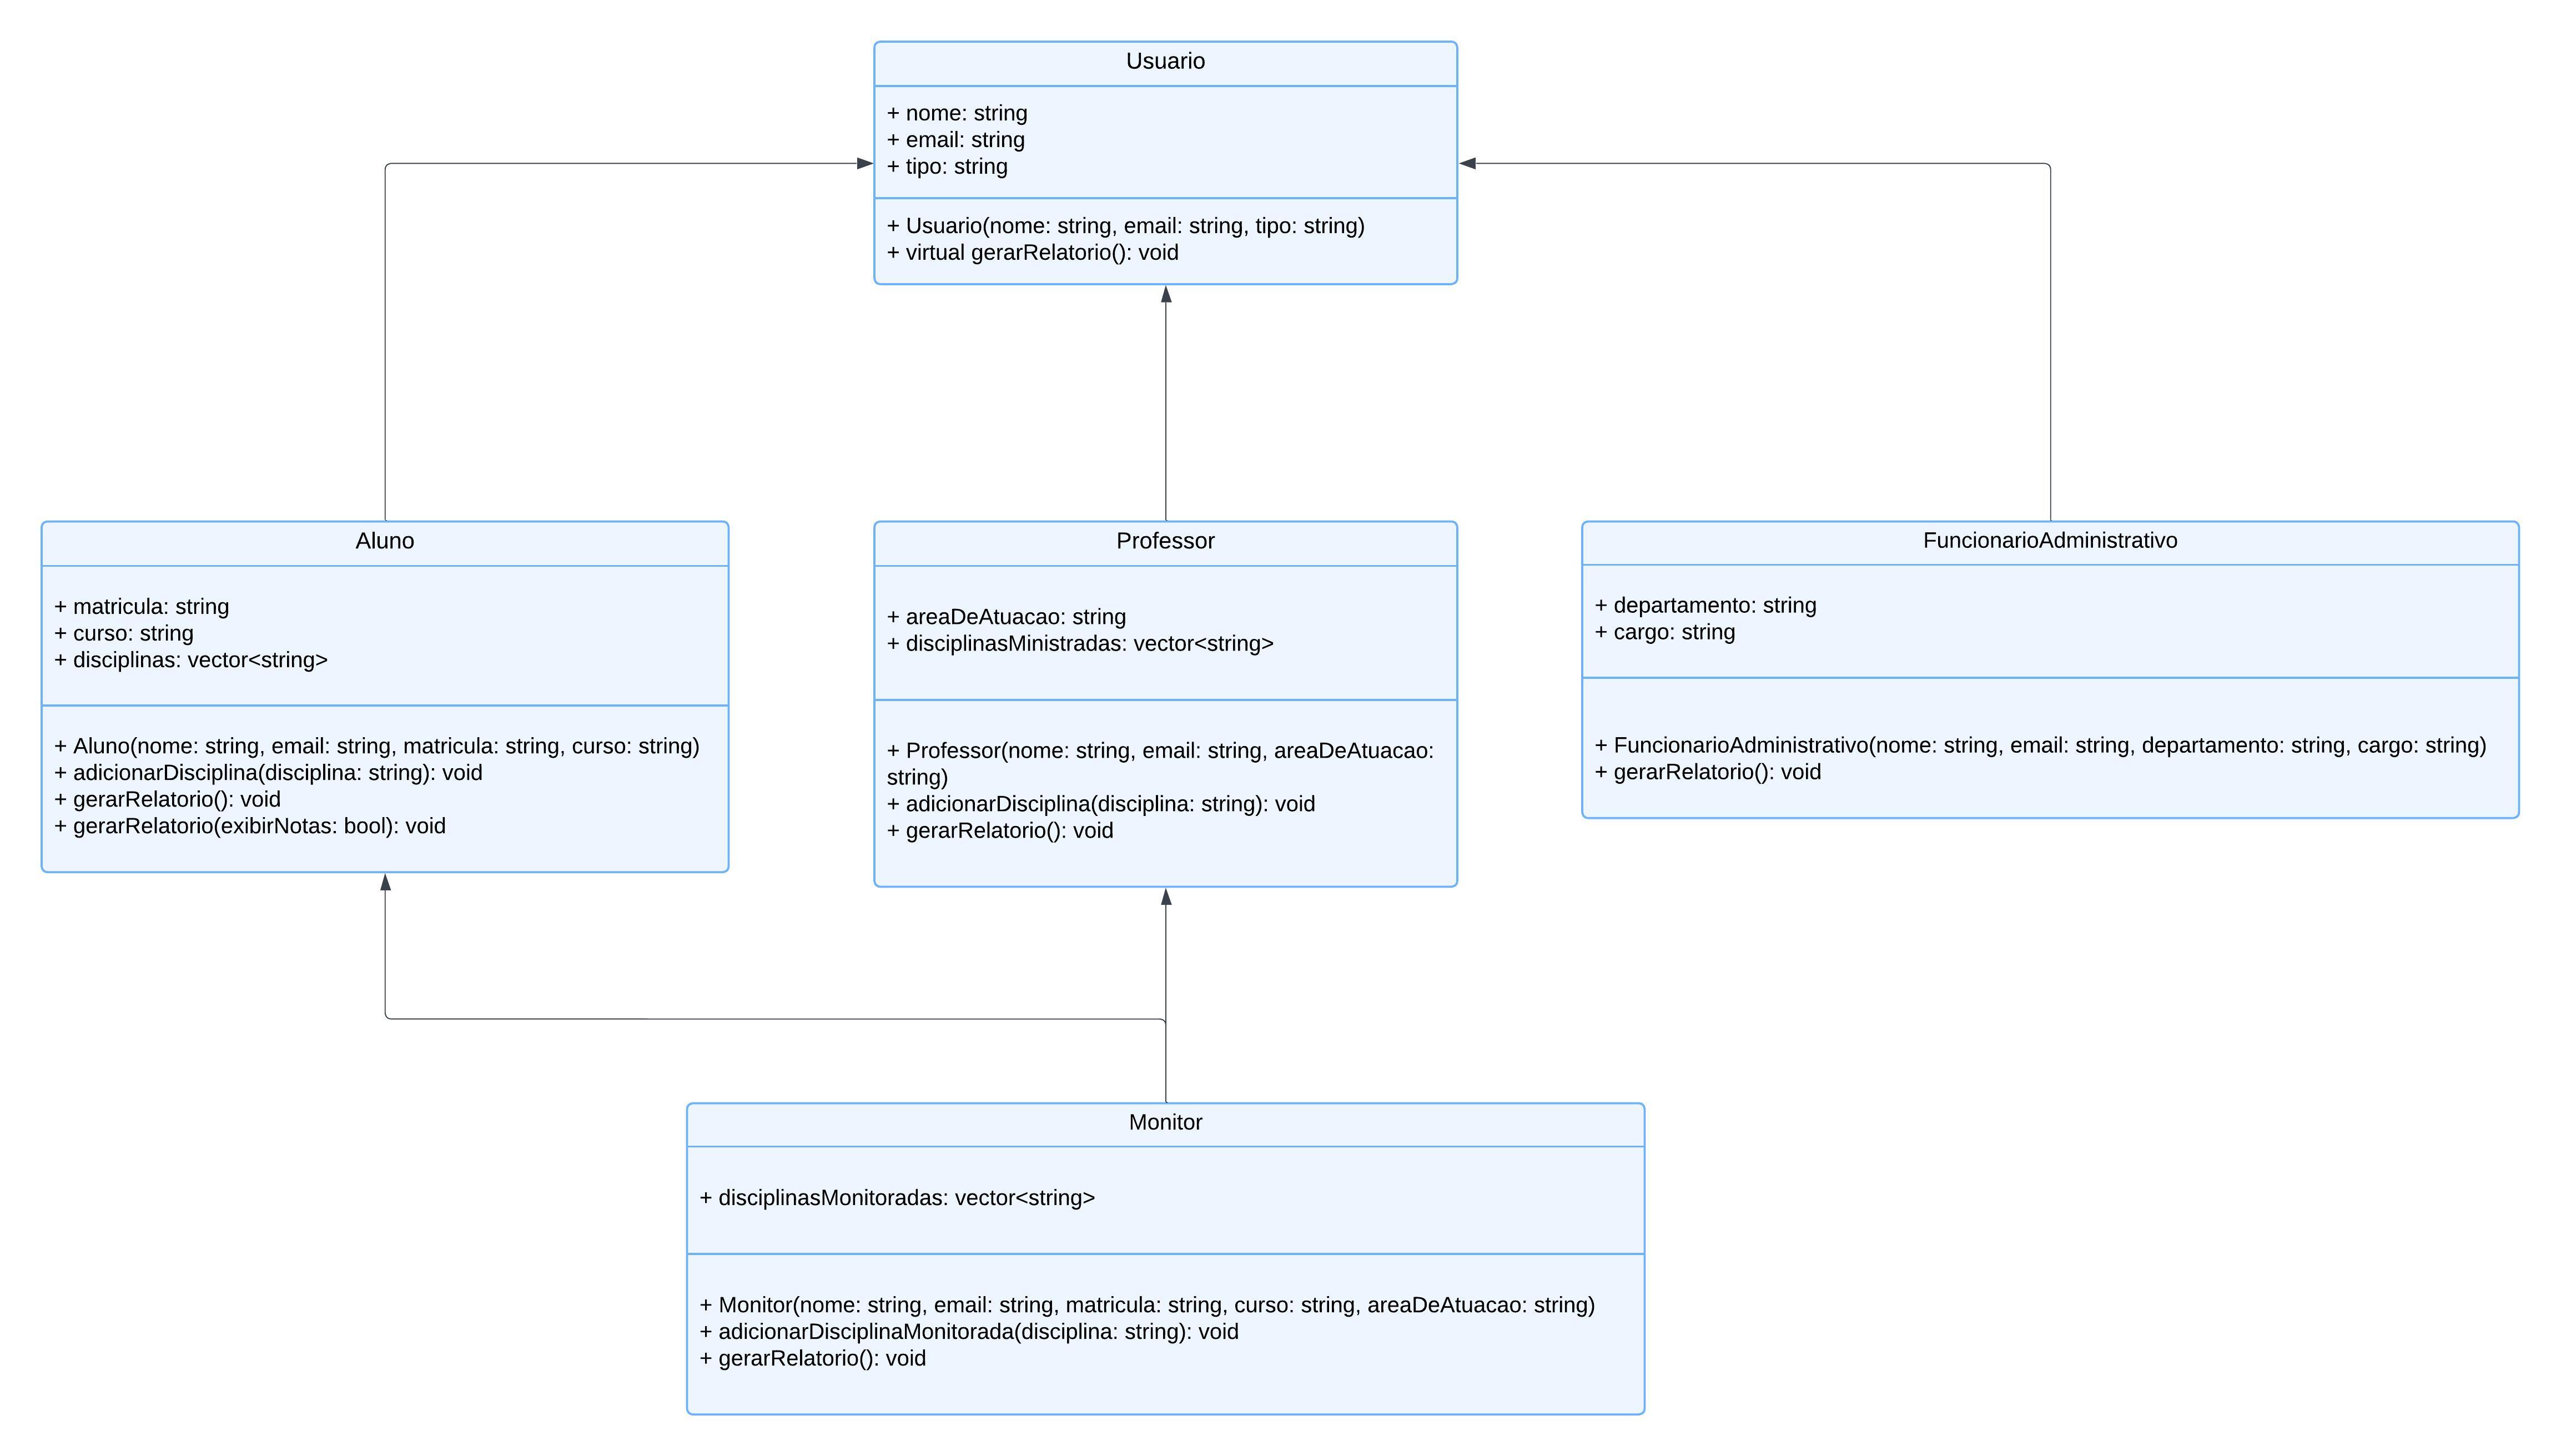 Usuario
+ nome: string
+ email: string
+ tipo: string
+ Usuario(nome: string, email: string, tipo: string)
+ virtual gerarRelatorio(): void
Aluno
+ matricula: string
+ curso: string
+ disciplinas: vector<string>
+ Aluno(nome: string, email: string, matricula: string, curso: string)
+ adicionarDisciplina(disciplina: string): void
+ gerarRelatorio(): void
+ gerarRelatorio(exibirNotas: bool): void
Professor
+ areaDeAtuacao: string
+ disciplinasMinistradas: vector<string>
+ Professor(nome: string, email: string, areaDeAtuacao:
string)
+ adicionarDisciplina(disciplina: string): void
+ gerarRelatorio(): void
FuncionarioAdministrativo
+ departamento: string
+ cargo: string
+ FuncionarioAdministrativo(nome: string, email: string, departamento: string, cargo: string)
+ gerarRelatorio(): void
Monitor
+ disciplinasMonitoradas: vector<string>
+ Monitor(nome: string, email: string, matricula: string, curso: string, areaDeAtuacao: string)
+ adicionarDisciplinaMonitorada(disciplina: string): void
+ gerarRelatorio(): void